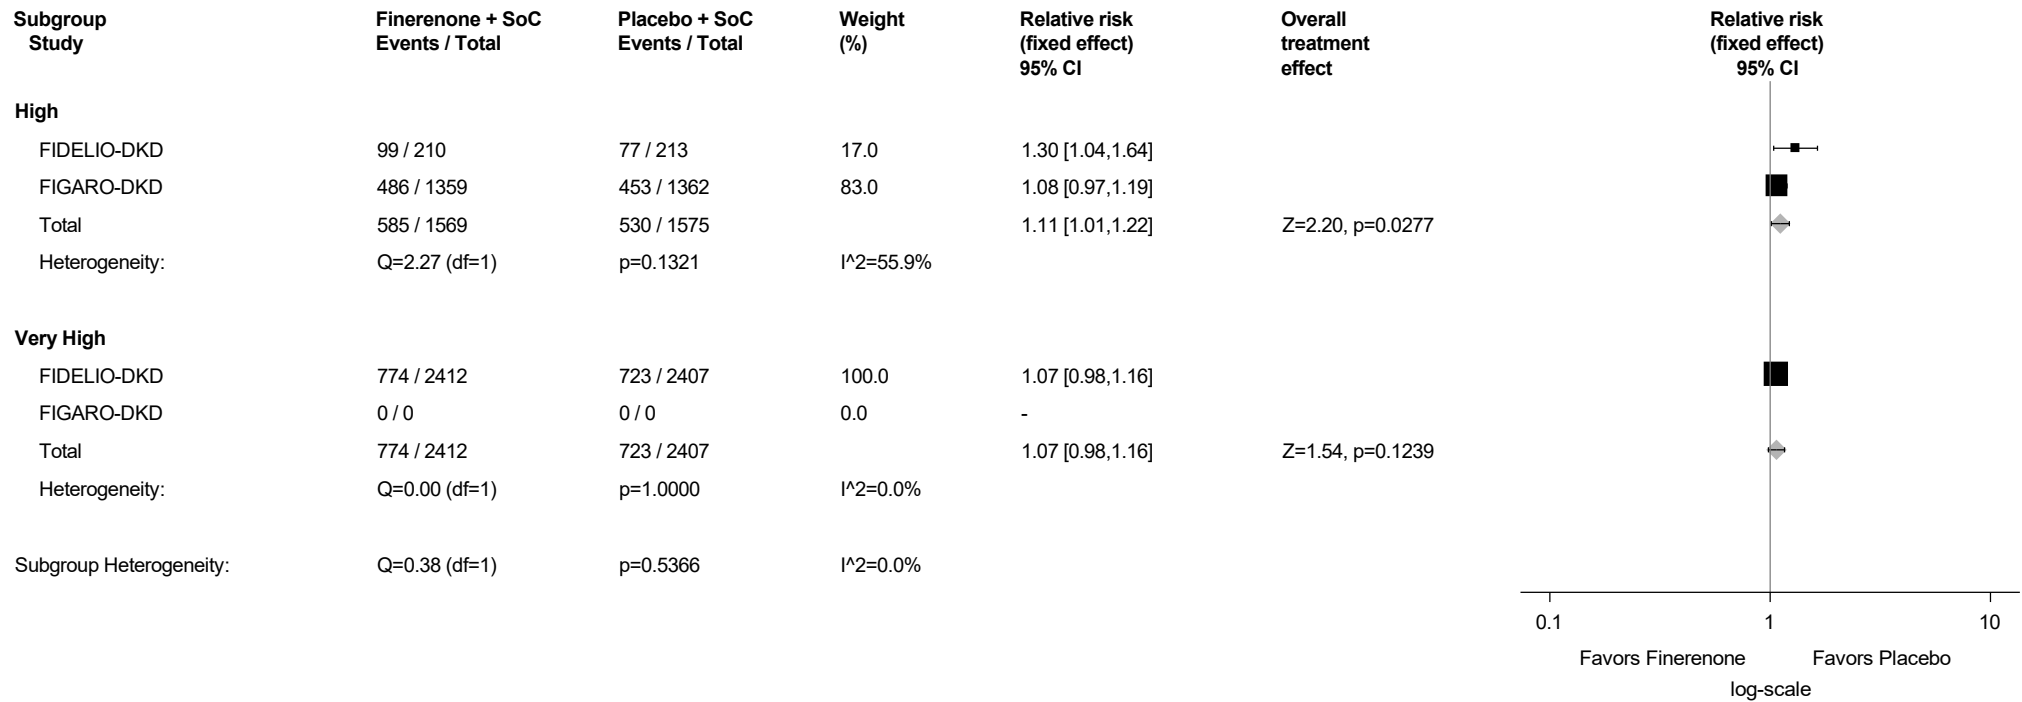 Subgroup Finerenone + SoC Placebo + SoC Weight Relative risk Overall Relative risk
Study Events / Total Events / Total (%) (fixed effect) treatment (fixed effect)
95% CI effect 95% CI
High
FIDELIO-DKD 99 / 210 77 / 213 17.0 1.30 [1.04,1.64]
FIGARO-DKD 486 / 1359 453 / 1362 83.0 1.08 [0.97,1.19]
Total 585 / 1569 530 / 1575 1.11 [1.01,1.22] Z=2.20, p=0.0277
Heterogeneity: Q=2.27 (df=1) p=0.1321 I^2=55.9%
Very High
FIDELIO-DKD 774 / 2412 723 / 2407 100.0 1.07 [0.98,1.16]
FIGARO-DKD 0 / 0 0 / 0 0.0 -
Total 774 / 2412 723 / 2407 1.07 [0.98,1.16] Z=1.54, p=0.1239
Heterogeneity: Q=0.00 (df=1) p=1.0000 I^2=0.0%
Subgroup Heterogeneity: Q=0.38 (df=1) p=0.5366 I^2=0.0%
0.1 1 10
Favors Finerenone Favors Placebo
log-scale